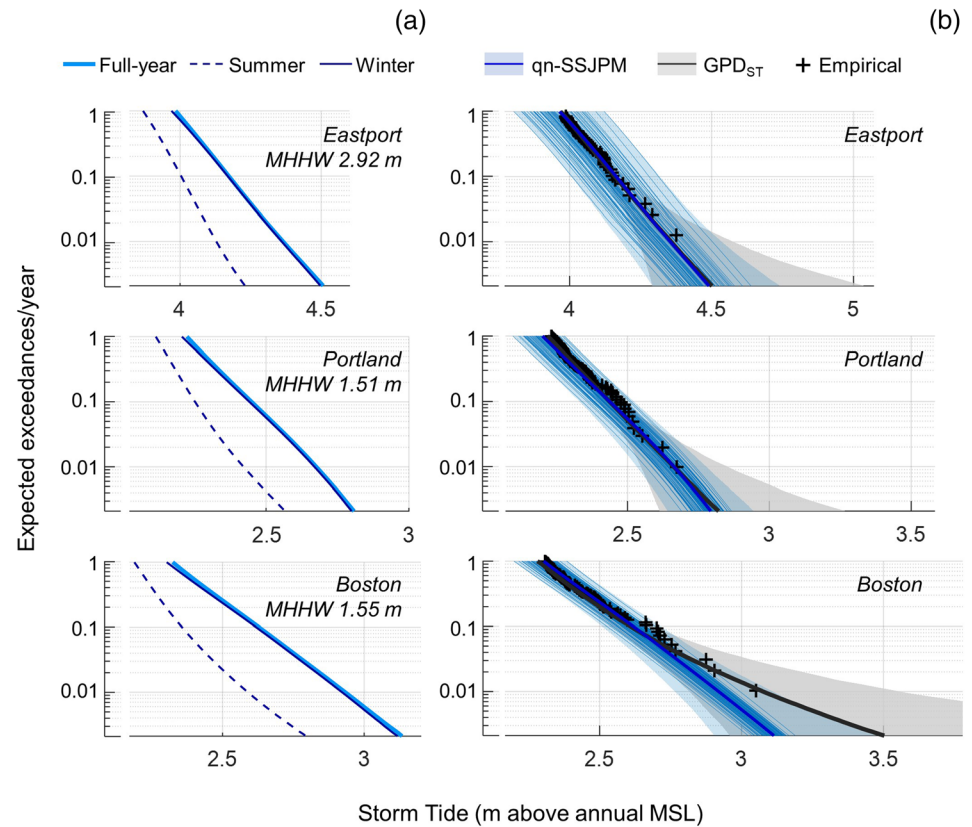 (a)
(b)
Full-year Summer Winter
qn-SSJPM GPDST Empirical
Expected exceedances/year
1
0.1
0.01
Eastport
MHHW 2.92 m
4 4.5
1
0.1
0.01
Eastport
4 4.5 5
1
0.1
0.01
Portland
MHHW 1.51 m
2.5 3
1
0.1
0.01
Portland
2.5 3 3.5
1
0.1
0.01
Boston
MHHW 1.55 m
2.5 3
1
0.1
0.01
Boston
2.5 3 3.5
Storm Tide (m above annual MSL)